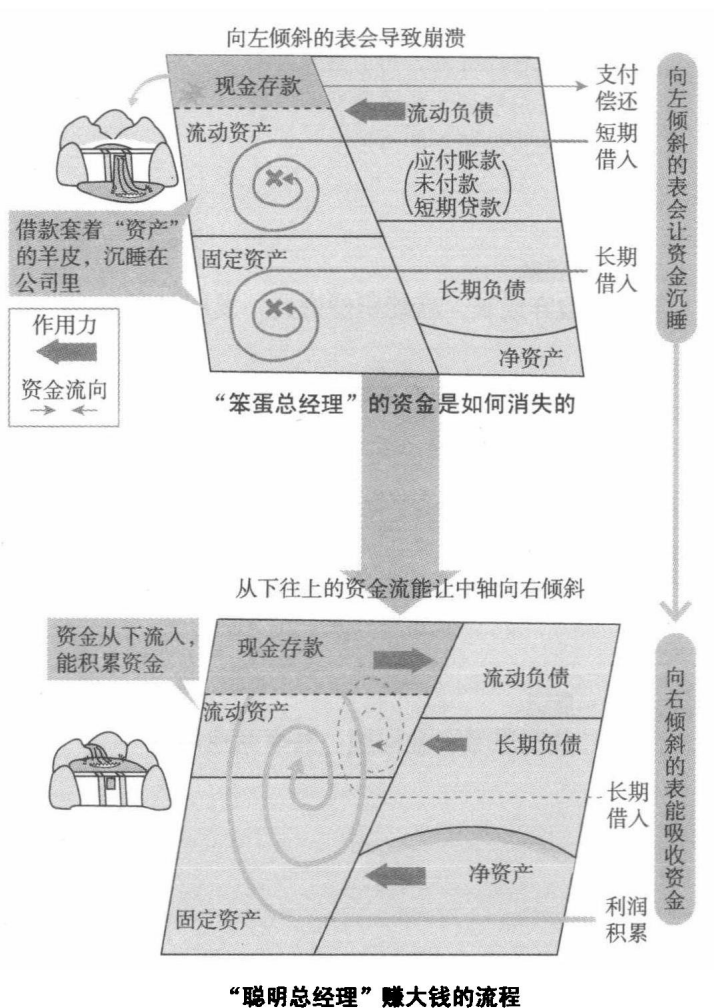 向左倾斜的表会导致崩溃
现金存款
支付
偿还
流动负债
流动资产
短期
借入
(应付账款
未付款
短期贷款)
借款套着“资产”
的羊皮，沉睡在
公司里
固定资产
长期
借入
长期负债
净资产
作用力
资金流向
向左倾斜的表会让资金沉睡
“笨蛋总经理”的资金是如何消失的
从下往上的资金流能让中轴向右倾斜
资金从下流入，
能积累资金
现金存款
流动负债
流动资产
长期负债
长期
借入
净资产
固定资产
利润
积累
向右倾斜的表能吸收资金
“聪明总经理”赚大钱的流程